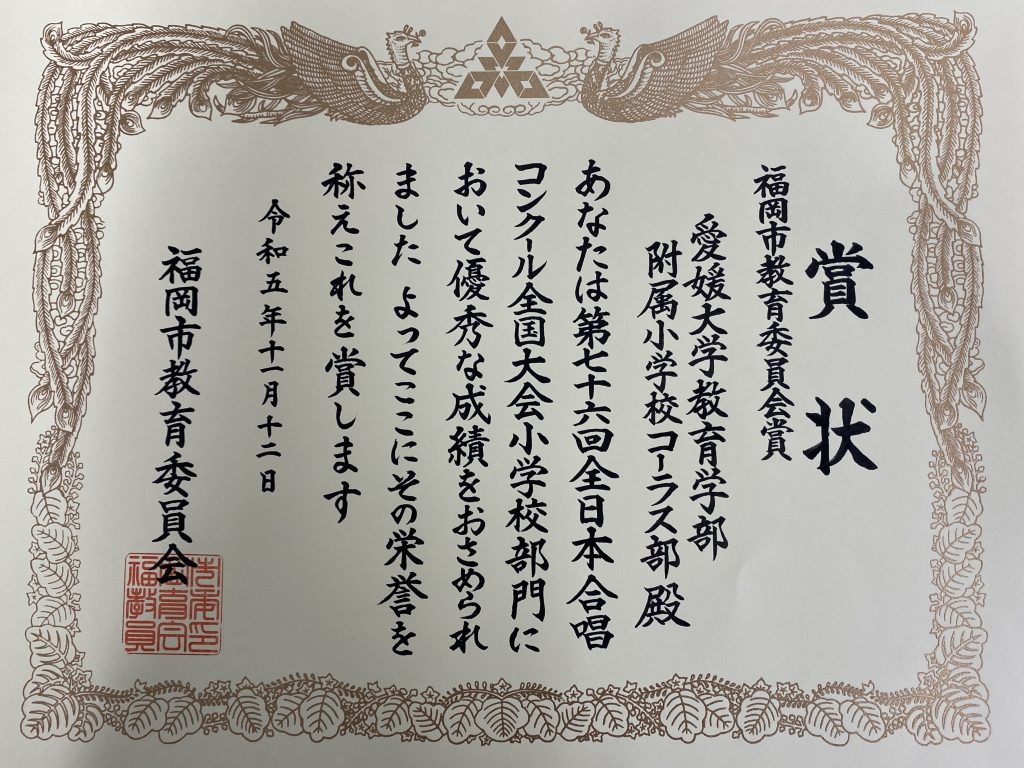 賞状
福岡市教育委員会賞
愛媛大学教育学部
附属小学校コーラス部殿
あなたは第七十六回全日本合唱
コンクール全国大会小学校部門に
おいて優秀な成績をおさめられ
ました よってここにその栄誉を
称えこれを賞します
令和五年十一月十二日
福岡市教育委員会